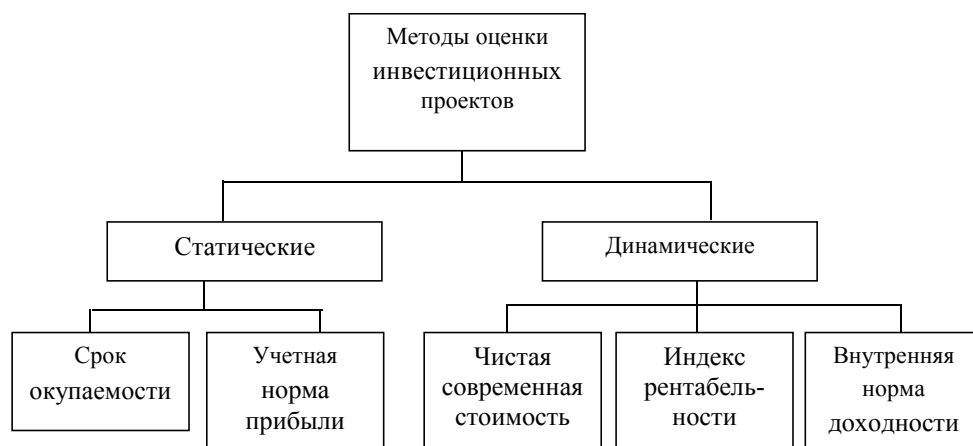 Методы оценки
инвестиционных
проектов
Статические
Динамические
Срок
окупаемости
Учетная
норма
прибыли
Чистая
современная
стоимость
Индекс
рентабель-
ности
Внутренняя
норма
доходности